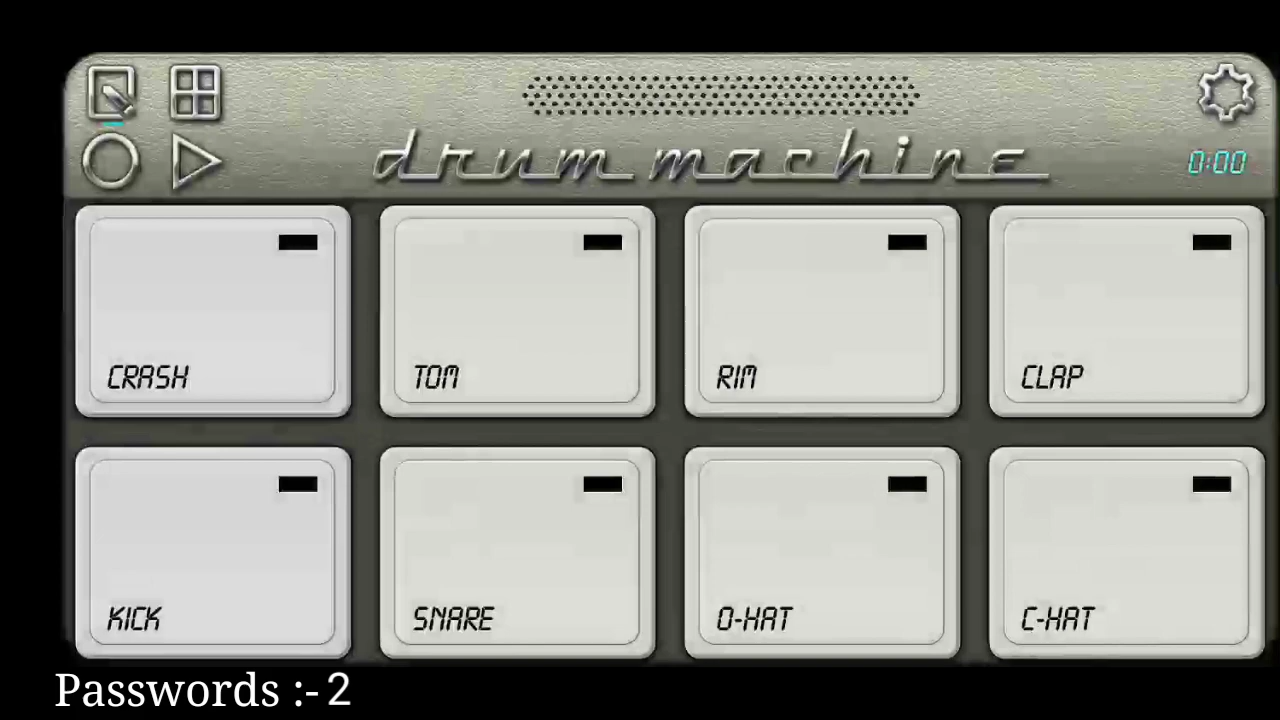 drum machine
0:00
CRASH TOM RIM CLAP
KICK SNARE O-HAT C-HAT
Passwords :- 2